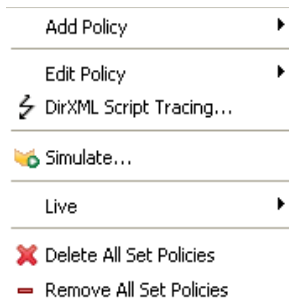 Add Policy
Edit Policy
DirXML Script Tracing...
Simulate...
Live
Delete All Set Policies
Remove All Set Policies